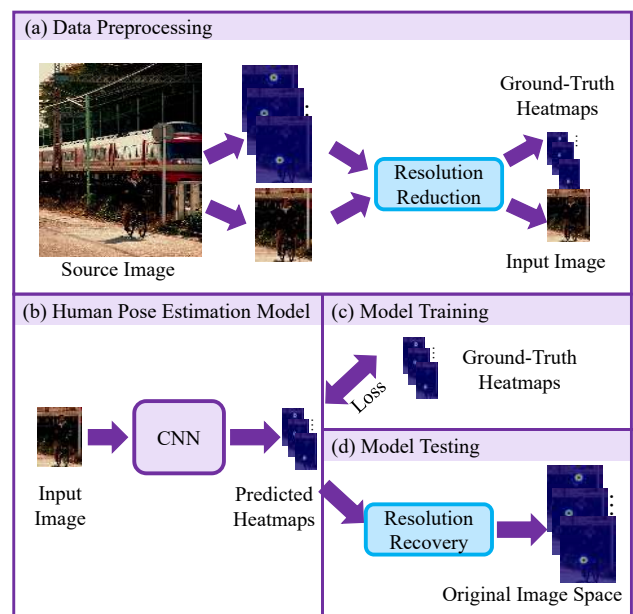 (a) Data Preprocessing
Ground-Truth
Heatmaps
Resolution
Reduction
Source Image
Input Image
(b) Human Pose Estimation Model
CNN
Input
Image
Predicted
Heatmaps
(c) Model Training
Loss
Ground-Truth
Heatmaps
(d) Model Testing
Resolution
Recovery
Original Image Space